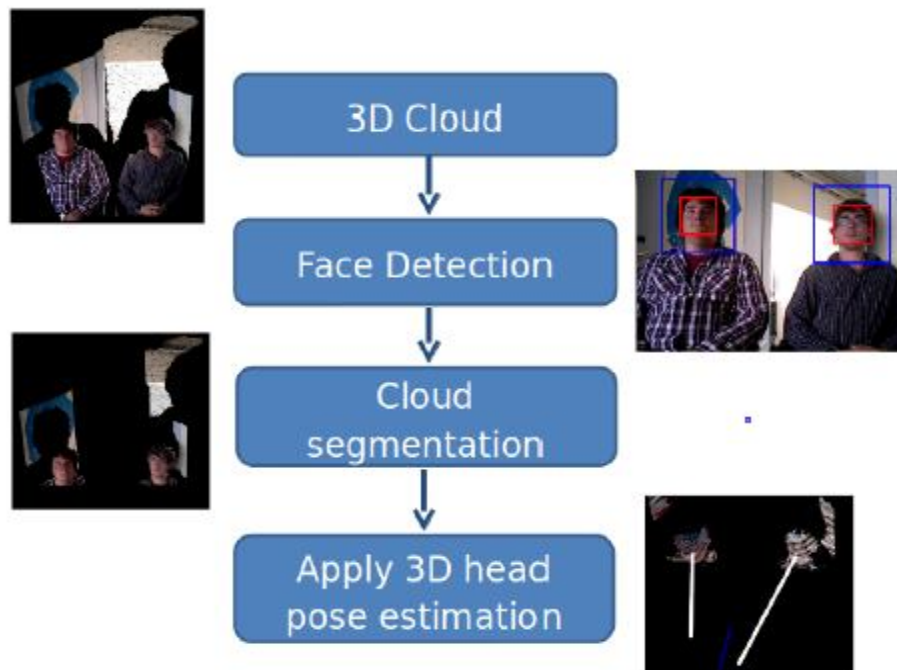 3D Cloud
Face Detection
Cloud
segmentation
Apply 3D head
pose estimation